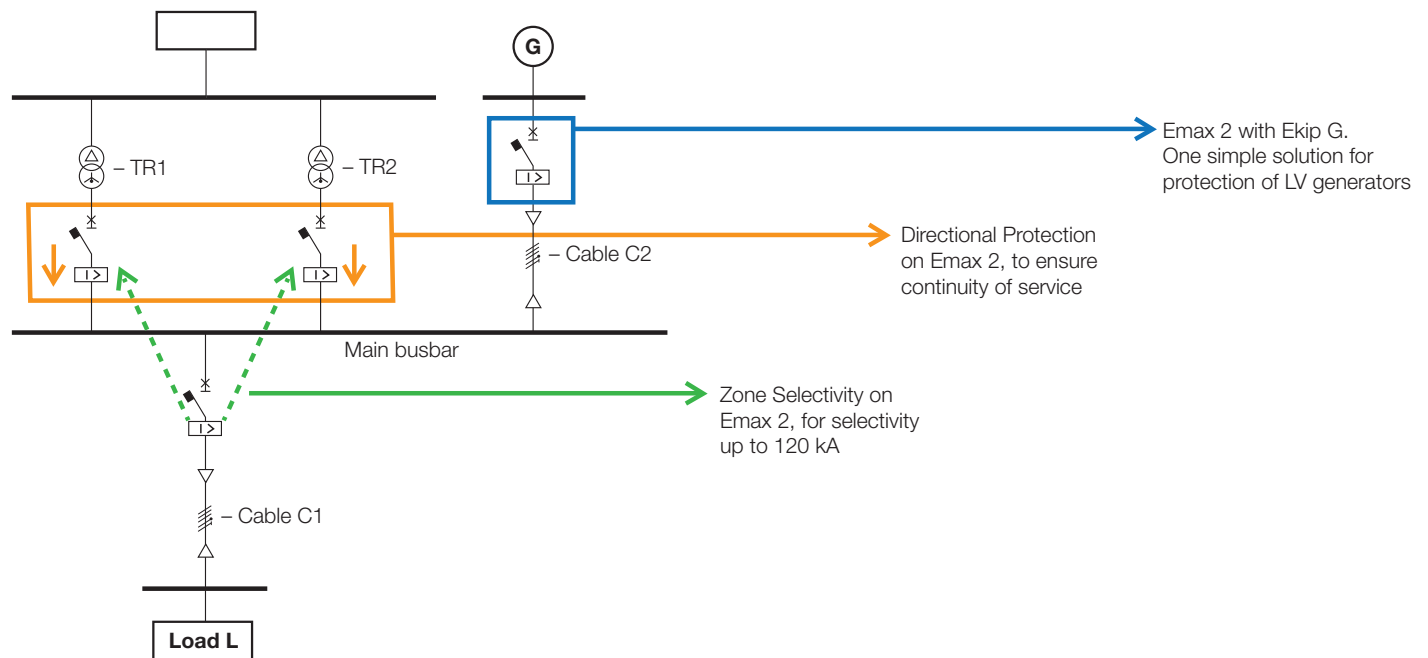 G
Emax 2 with Ekip G.
One simple solution for
protection of LV generators
– TR1
– TR2
I >
Directional Protection
on Emax 2, to ensure
continuity of service
– Cable C2
I >
I >
Main busbar
Zone Selectivity on
Emax 2, for selectivity
up to 120 kA
I >
– Cable C1
Load L